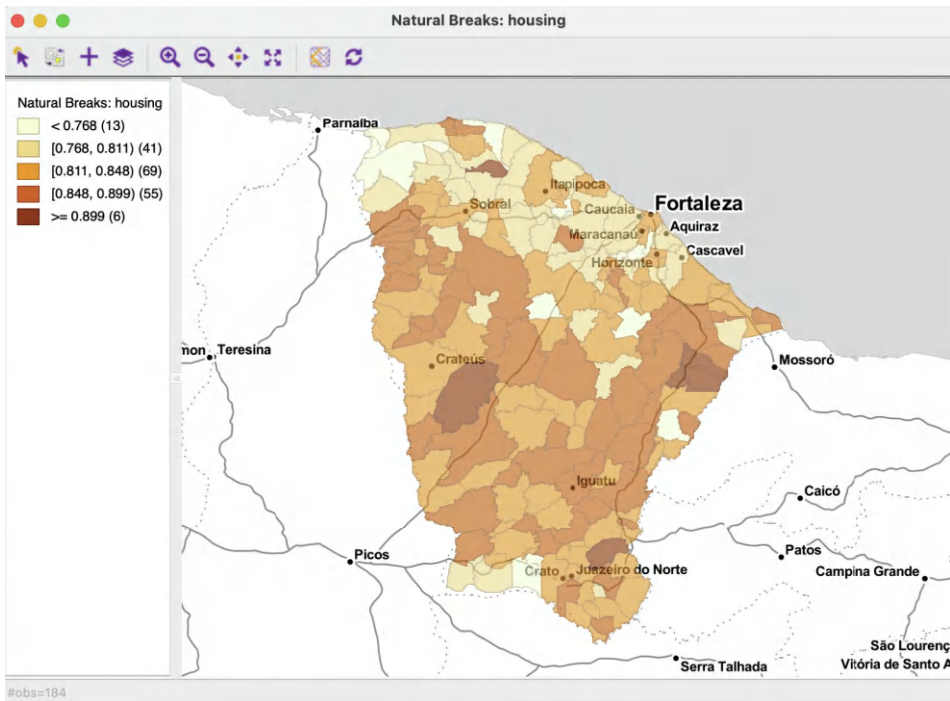 Natural Breaks: housing
Natural Breaks: housing
< 0.768 (13)
[0.768, 0.811) (41)
[0.811, 0.848) (69)
[0.848, 0.899) (55)
>= 0.899 (6)
Parnaíba
Itapipoca
Sobral
Fortaleza
Caucaia
Aquiraz
Maracanaú
Cascavel
Horizonte
mon
Teresina
Crateús
Mossoró
Iguatu
Caicó
Picos
Patos
Crato
Juazeiro do Norte
Campina Grande
São Lourenç
Serra Talhada
Vitória de Santo A
#obs=184